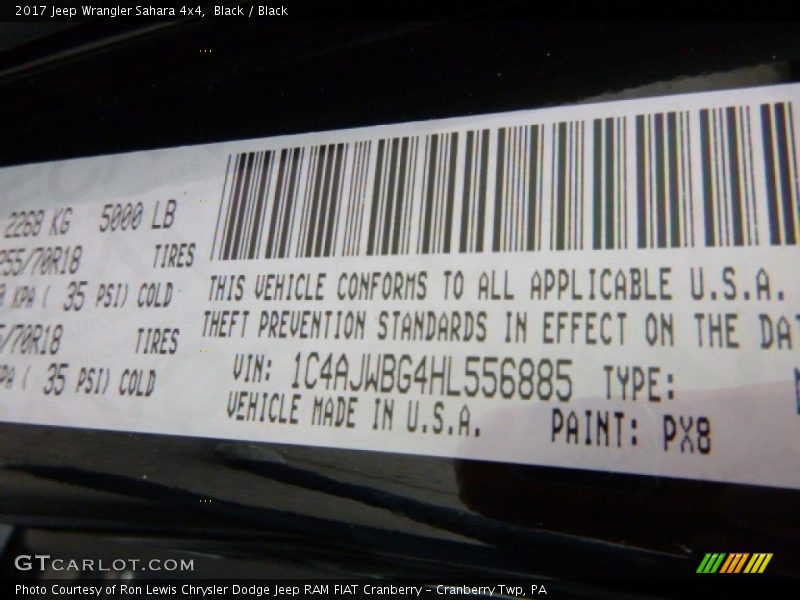 2017 Jeep Wrangler Sahara 4x4, Black / Black
2268 KG 5000 LB
255/70R18 TIRES
KPA ( 35 PSI) COLD
/70R18 TIRES
( 35 PSI) COLD
THIS VEHICLE CONFORMS TO ALL APPLICABLE U.S.A.
THEFT PREVENTION STANDARDS IN EFFECT ON THE DAT
VIN: 1C4AJWBG4HL556885 TYPE:
VEHICLE MADE IN U.S.A. PAINT: PX8
GTCARLOT.COM
Photo Courtesy of Ron Lewis Chrysler Dodge Jeep RAM FIAT Cranberry – Cranberry Twp, PA